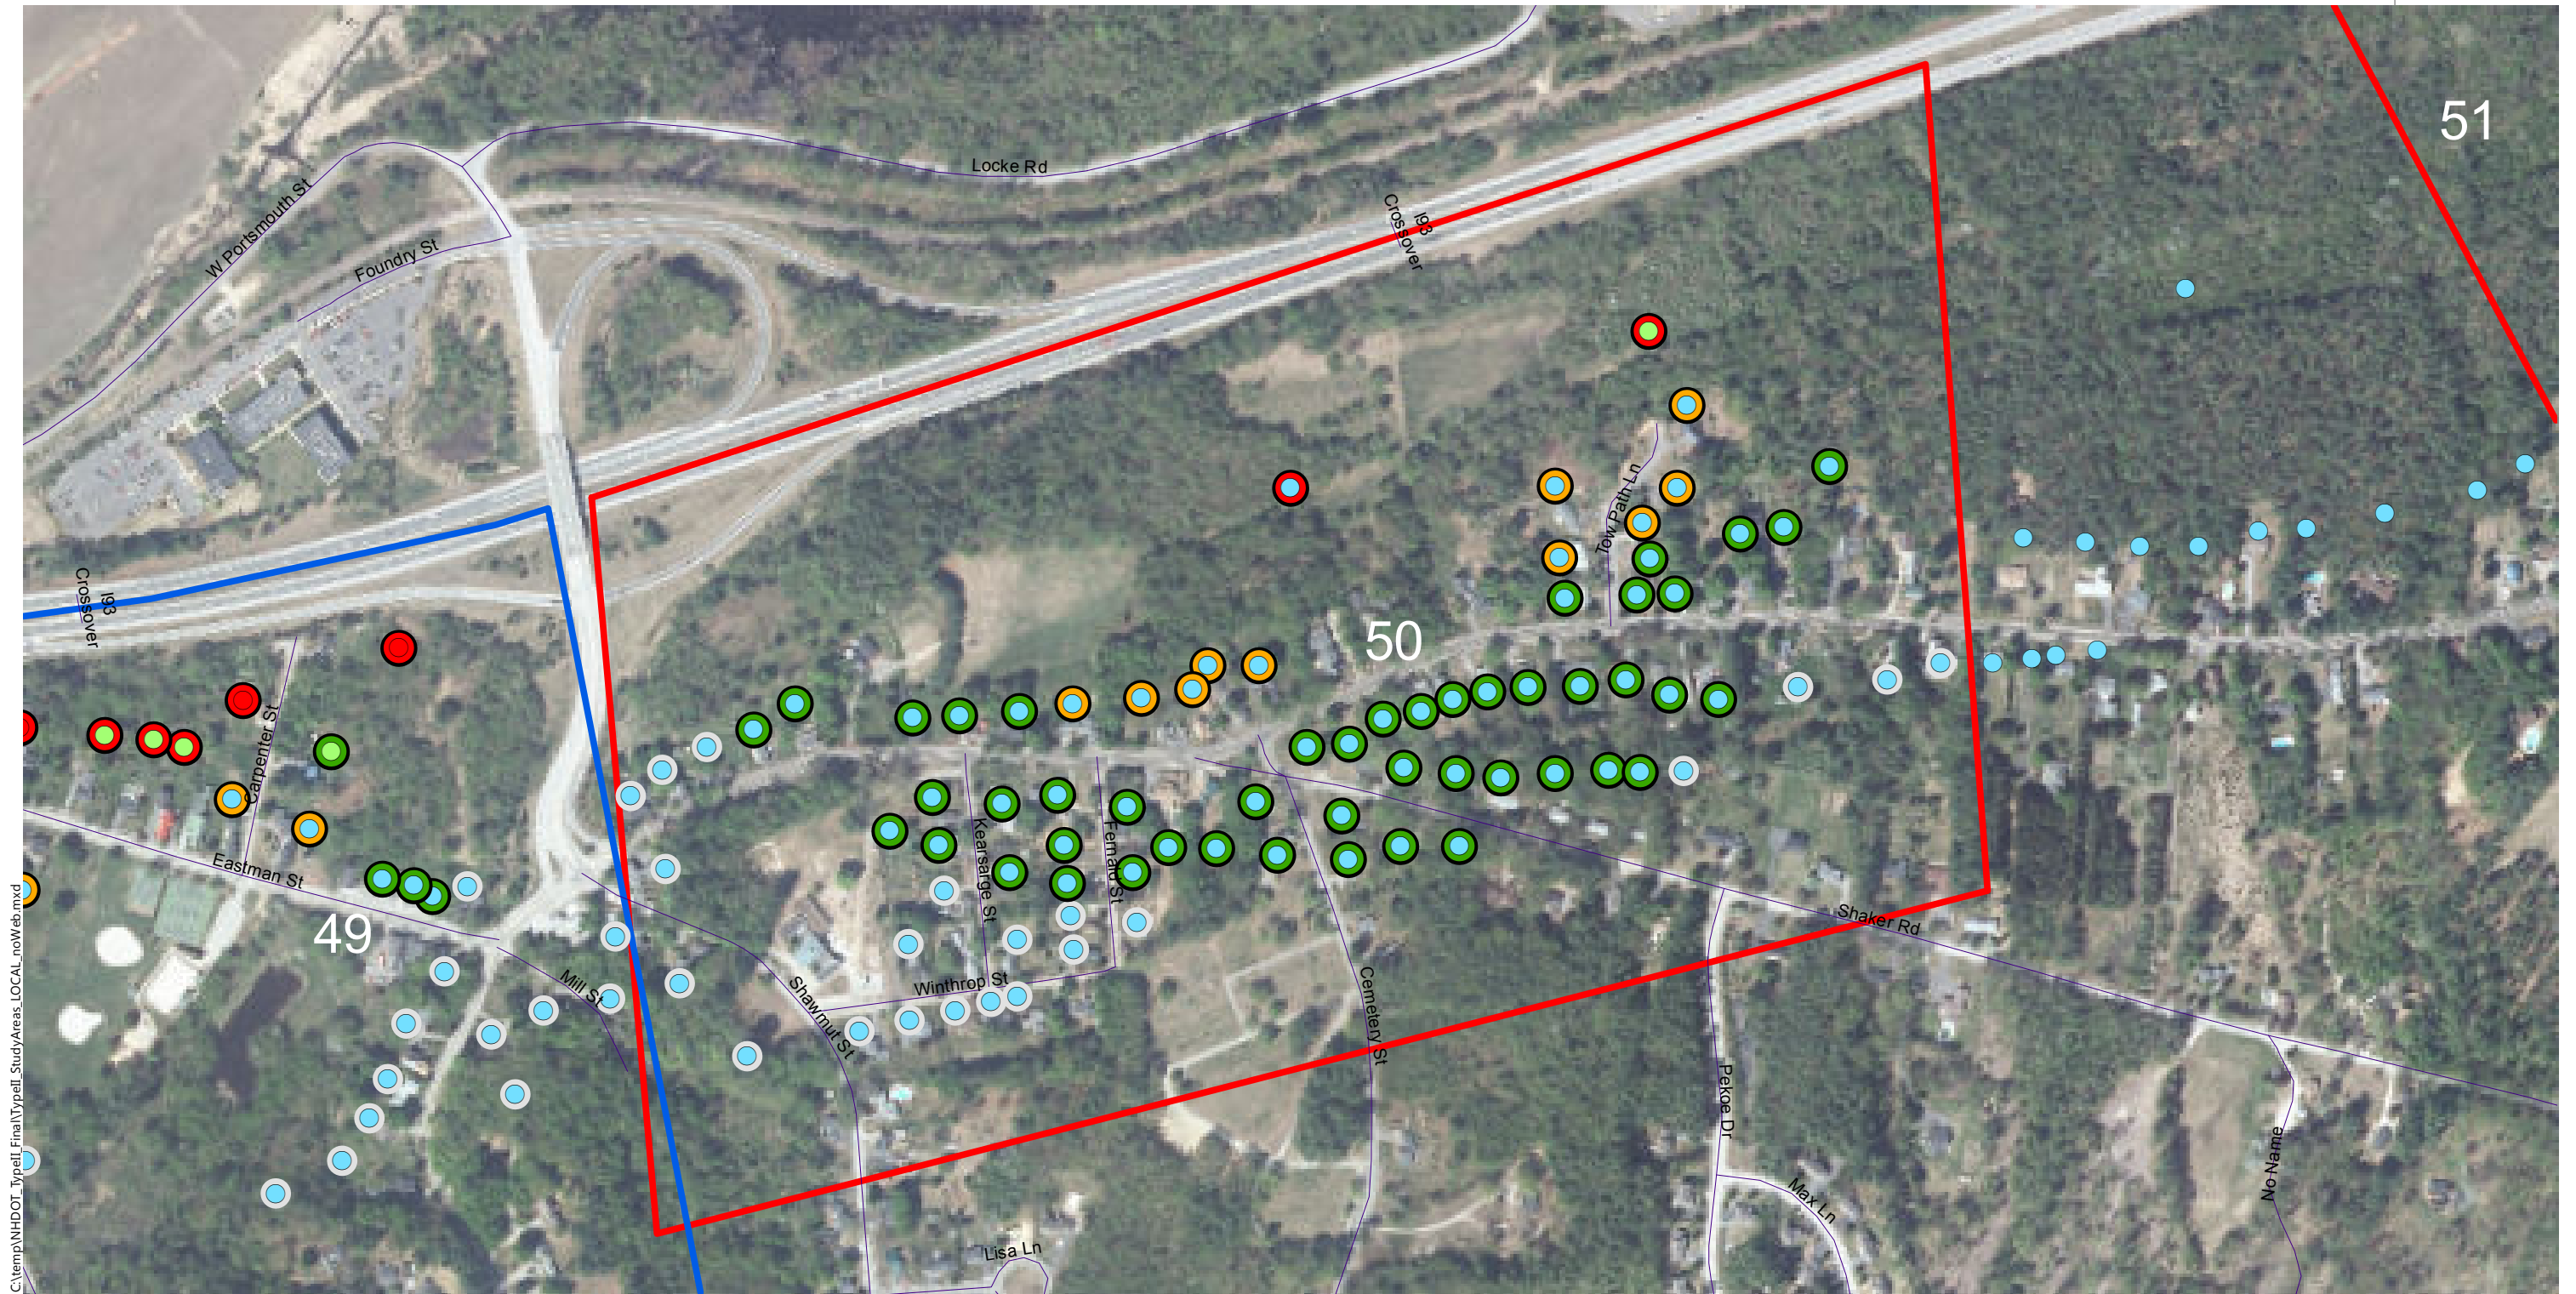 51
Locke Rd
W Portsmouth St
Foundry St
I93
Crossover
Tow Path Ln
I93
Crossover
50
Carpenter St
Eastman St
Kearsarge St
Fernald St
49
Shaker Rd
Mill St
Shawmut St
Winthrop St
Cemetery St
Pekoe Dr
Max Ln
No Name
Lisa Ln
C:\temp\NHDOT_TypeII_Final\TypeII_StudyAreas_LOCAL_noWeb.mxd